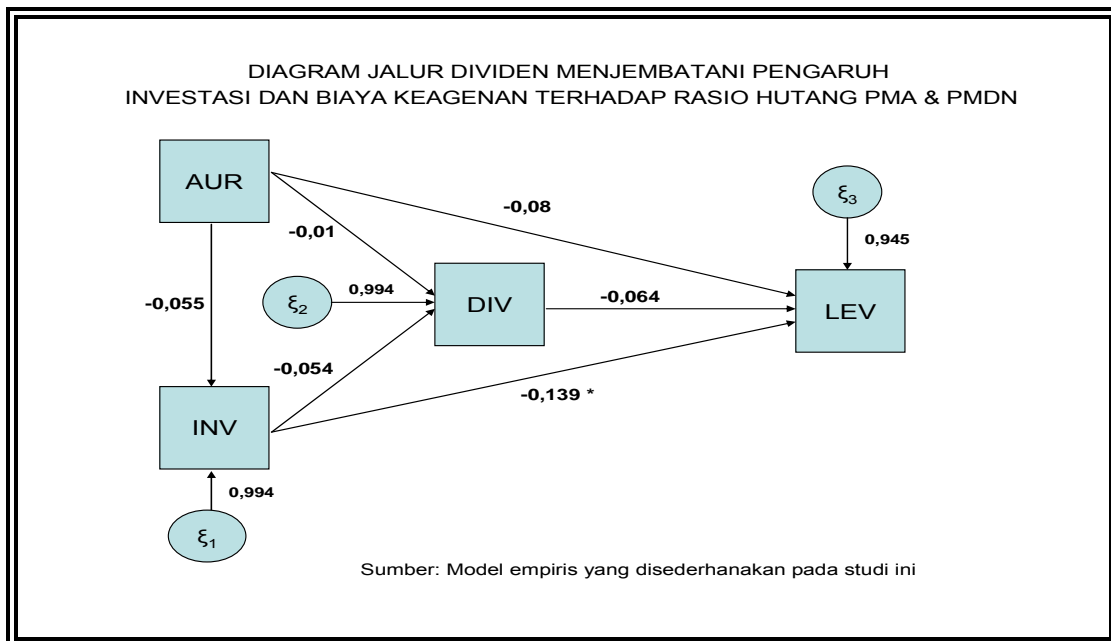 DIAGRAM JALUR DIVIDEN MENJEMBATANI PENGARUH
INVESTASI DAN BIAYA KEAGENAN TERHADAP RASIO HUTANG PMA & PMDN
AUR
ξ3
-0,08
0,945
-0,01
0,994
-0,055
ξ2
DIV
-0,064
LEV
-0,054
-0,139 *
INV
0,994
ξ1
Sumber: Model empiris yang disederhanakan pada studi ini